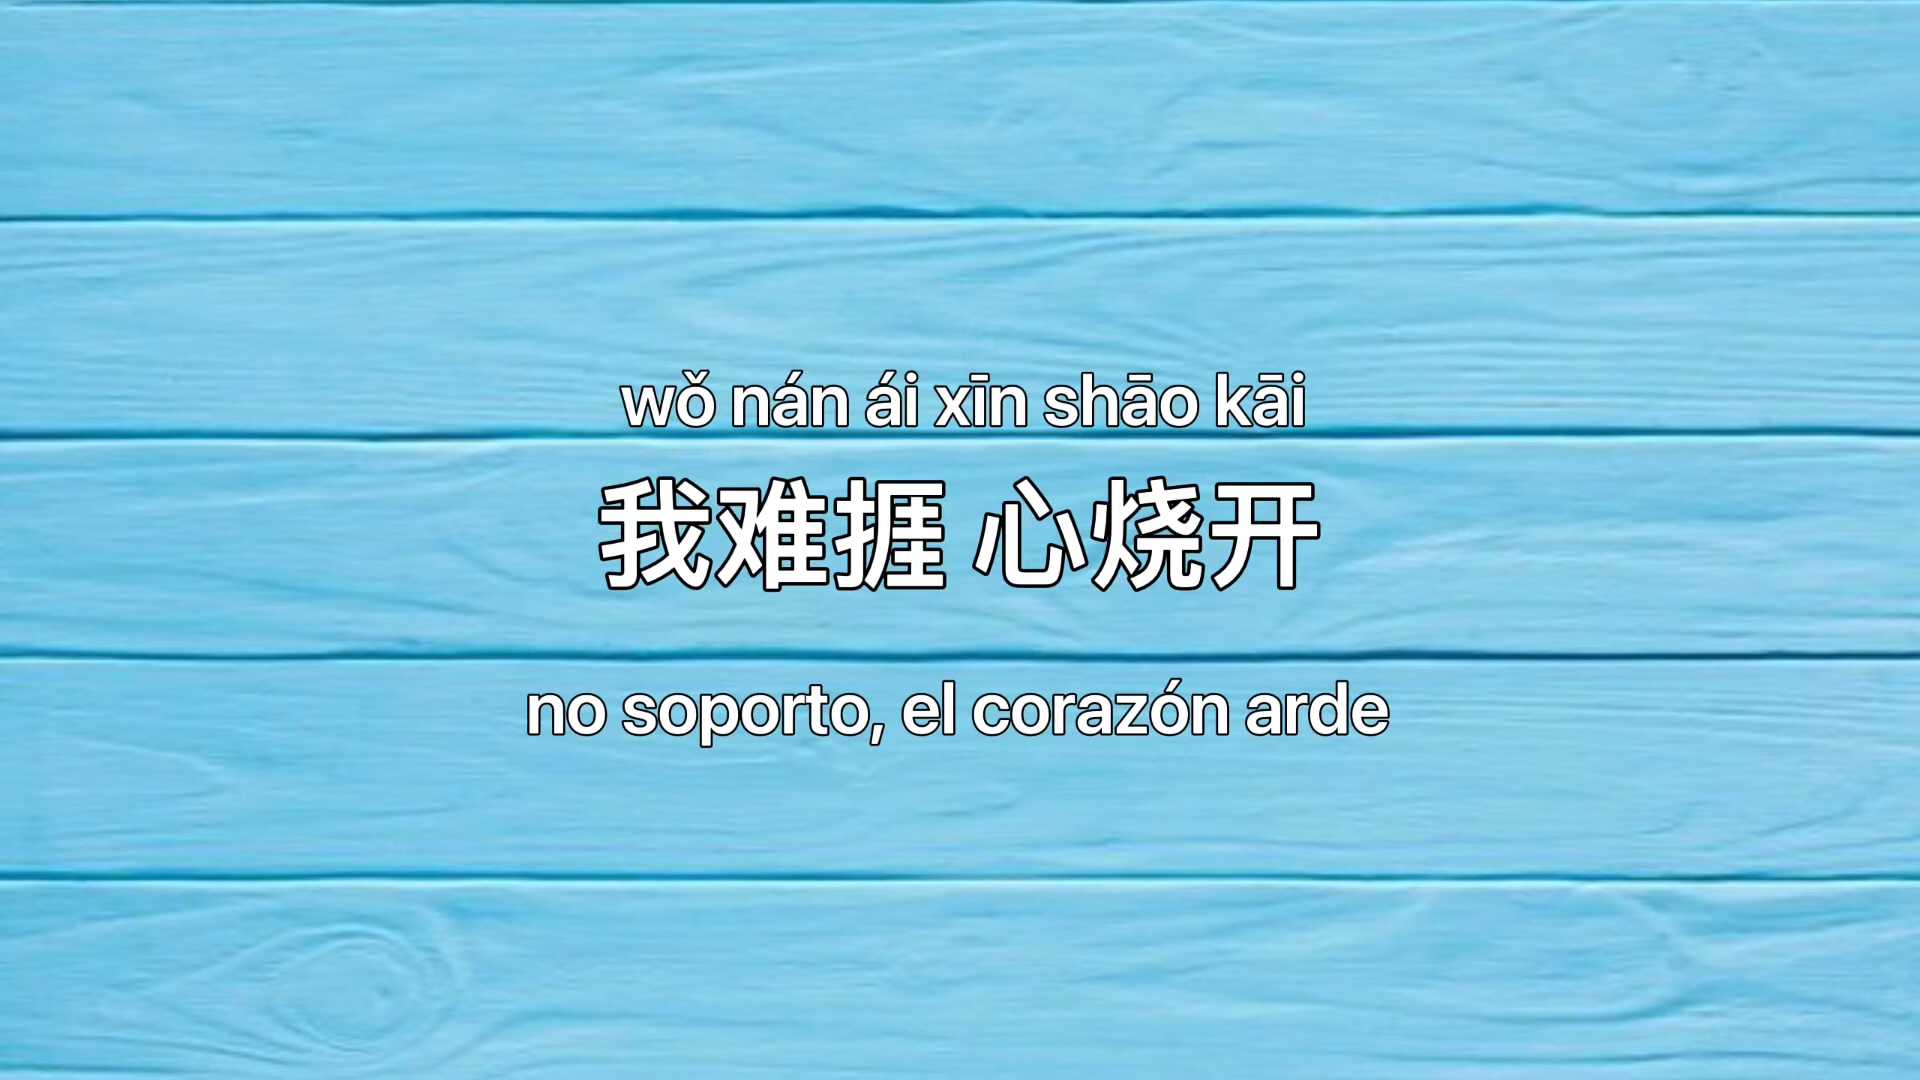 wǒ nán ái xīn shāo kāi
我难捱 心烧开
no soporto, el corazón arde